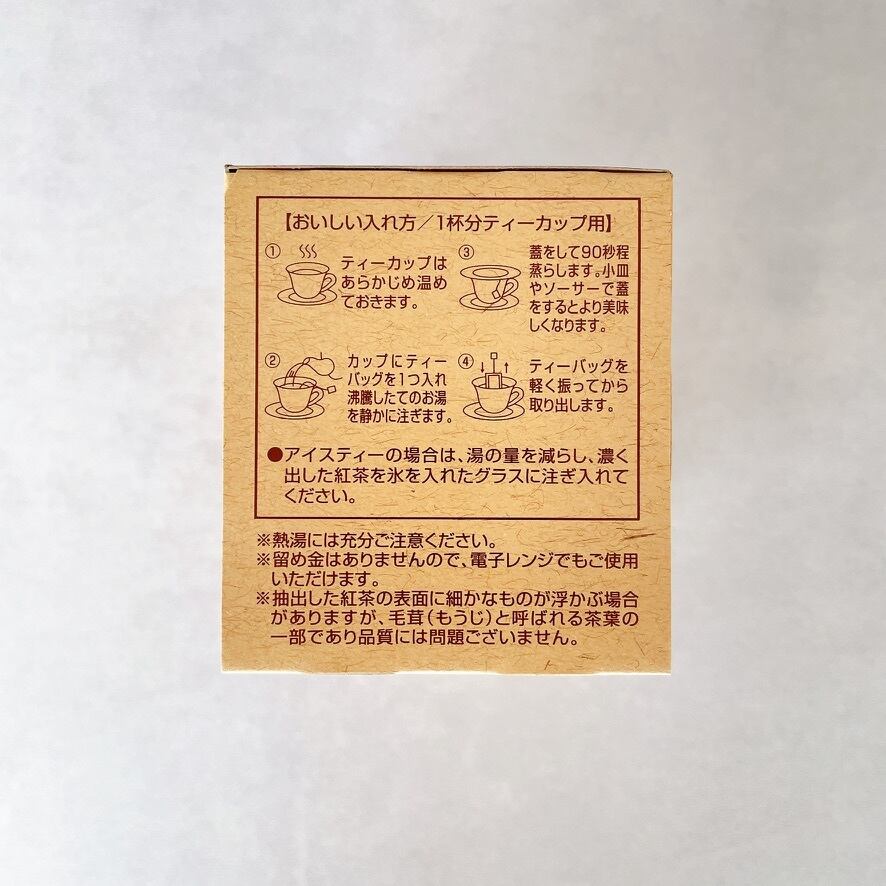 【おいしい入れ方／1杯分ティーカップ用】
①
ティーカップは
あらかじめ温め
ておきます。
②
カップにティー
バッグを1つ入れ
沸騰したてのお湯
を静かに注ぎます。
③
蓋をして90秒程
蒸らします。小皿
やソーサーで蓋
をするとより美味
しくなります。
④
ティーバッグを
軽く振ってから
取り出します。
●アイスティーの場合は、湯の量を減らし、濃く
出した紅茶を氷を入れたグラスに注ぎ入れて
ください。
※熱湯には充分ご注意ください。
※留め金はありませんので、電子レンジでもご使用
いただけます。
※抽出した紅茶の表面に細かなものが浮かぶ場合
がありますが、毛茸（もうじ）と呼ばれる茶葉の
一部であり品質には問題ございません。